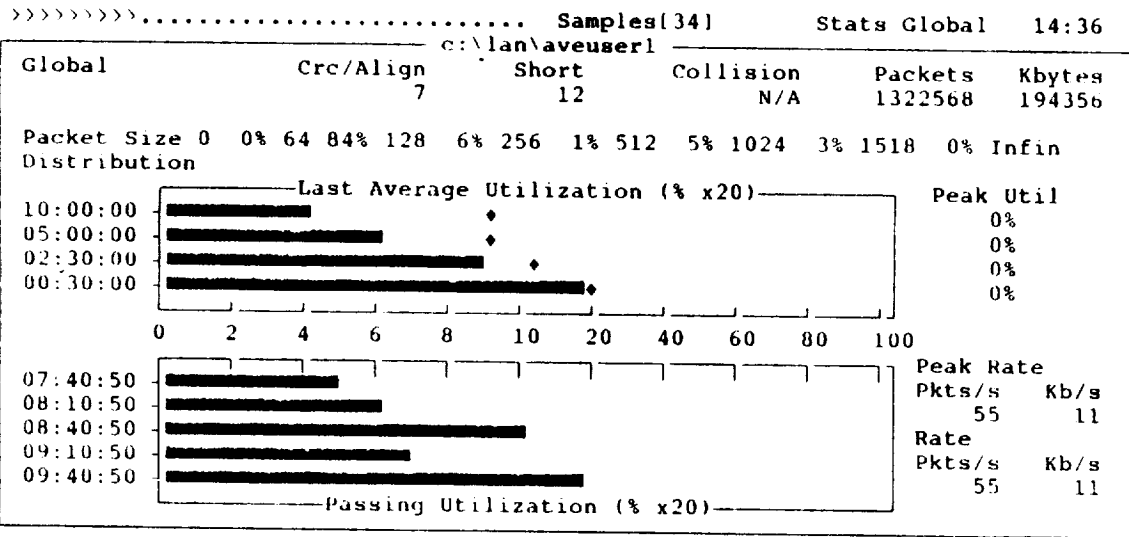 >>>>>>>>>........................... Samples[34] Stats Global 14:36
c:\lan\aveuser1
Global Crc/Align Short Collision Packets Kbytes
7 12 N/A 1322568 194356
Packet Size 0 0% 64 84% 128 6% 256 1% 512 5% 1024 3% 1518 0% Infin
Distribution
Last Average Utilization (% x20) Peak Util
10:00:00 0%
05:00:00 0%
02:30:00 0%
00:30:00 0%
0 2 4 6 8 10 20 40 60 80 100
Peak Rate
07:40:50 Pkts/s Kb/s
08:10:50 55 11
08:40:50 Rate
09:10:50 Pkts/s Kb/s
09:40:50 55 11
Passing Utilization (% x20)